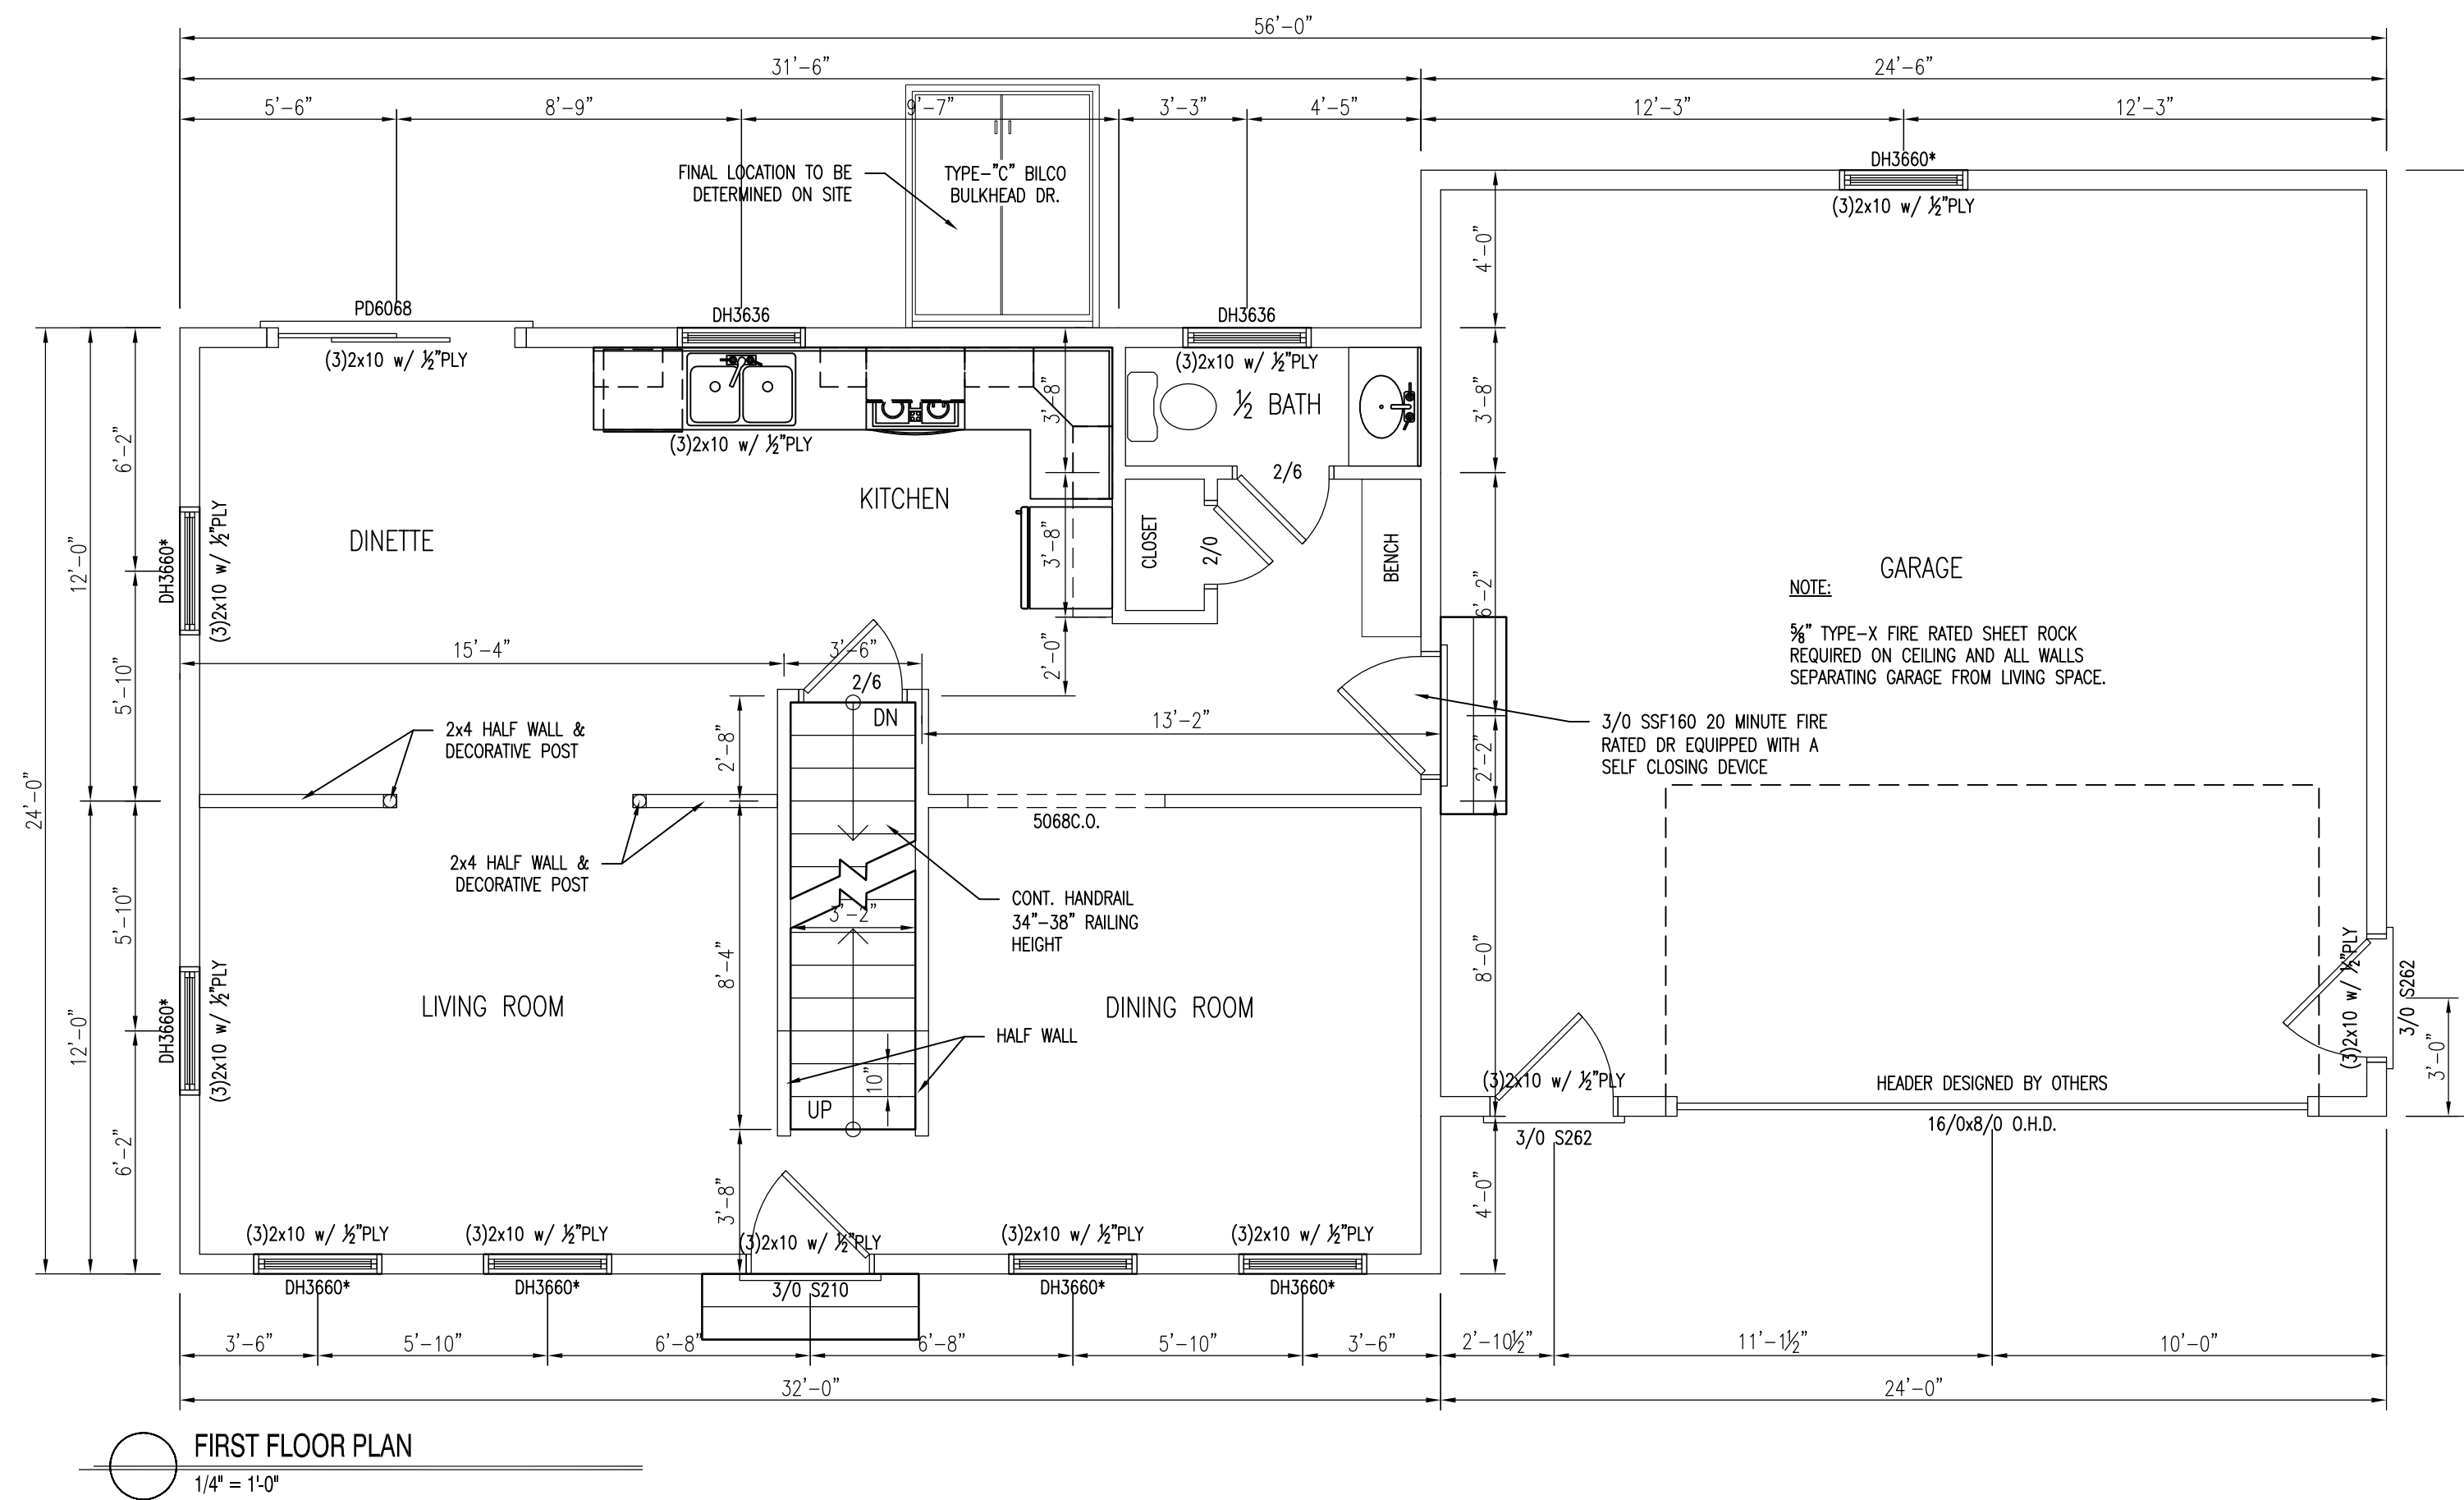 56'-0"
31'-6"
24'-6"
5'-6"
8'-9"
9'-7"
3'-3"
4'-5"
12'-3"
12'-3"
FINAL LOCATION TO BE
DETERMINED ON SITE
TYPE-"C" BILCO
BULKHEAD DR.
DH3660*
(3)2x10 w/ ½"PLY
4'-0"
PD6068
(3)2x10 w/ ½"PLY
DH3636
(3)2x10 w/ ½"PLY
DH3636
(3)2x10 w/ ½"PLY
½ BATH
3'-8"
3'-8"
2/6
KITCHEN
DINETTE
3'-8"
CLOSET
2/0
BENCH
6'-2"
GARAGE
NOTE:
⅝" TYPE-X FIRE RATED SHEET ROCK
REQUIRED ON CEILING AND ALL WALLS
SEPARATING GARAGE FROM LIVING SPACE.
24'-0"
12'-0"
6'-2"
DH3660*
(3)2x10 w/ ½"PLY
5'-10"
15'-4"
3'-6"
2'-0"
2/6
DN
2'-8"
13'-2"
2'-2"
3/0 SSF160 20 MINUTE FIRE
RATED DR EQUIPPED WITH A
SELF CLOSING DEVICE
2x4 HALF WALL &
DECORATIVE POST
2x4 HALF WALL &
DECORATIVE POST
5068C.O.
CONT. HANDRAIL
34"-38" RAILING
HEIGHT
3'-2"
12'-0"
5'-10"
DH3660*
(3)2x10 w/ ½"PLY
6'-2"
LIVING ROOM
8'-4"
DINING ROOM
8'-0"
HALF WALL
10"
UP
(3)2x10 w/ ½"PLY
3/0 S262
HEADER DESIGNED BY OTHERS
16/0x8/0 O.H.D.
(3)2x10 w/ ½"PLY
3/0 S262
3'-0"
3'-8"
4'-0"
(3)2x10 w/ ½"PLY
(3)2x10 w/ ½"PLY
(3)2x10 w/ ½"PLY
(3)2x10 w/ ½"PLY
(3)2x10 w/ ½"PLY
DH3660*
DH3660*
3/0 S210
DH3660*
DH3660*
3'-6"
5'-10"
6'-8"
6'-8"
5'-10"
3'-6"
2'-10½"
11'-1½"
10'-0"
32'-0"
24'-0"
FIRST FLOOR PLAN
1/4" = 1'-0"